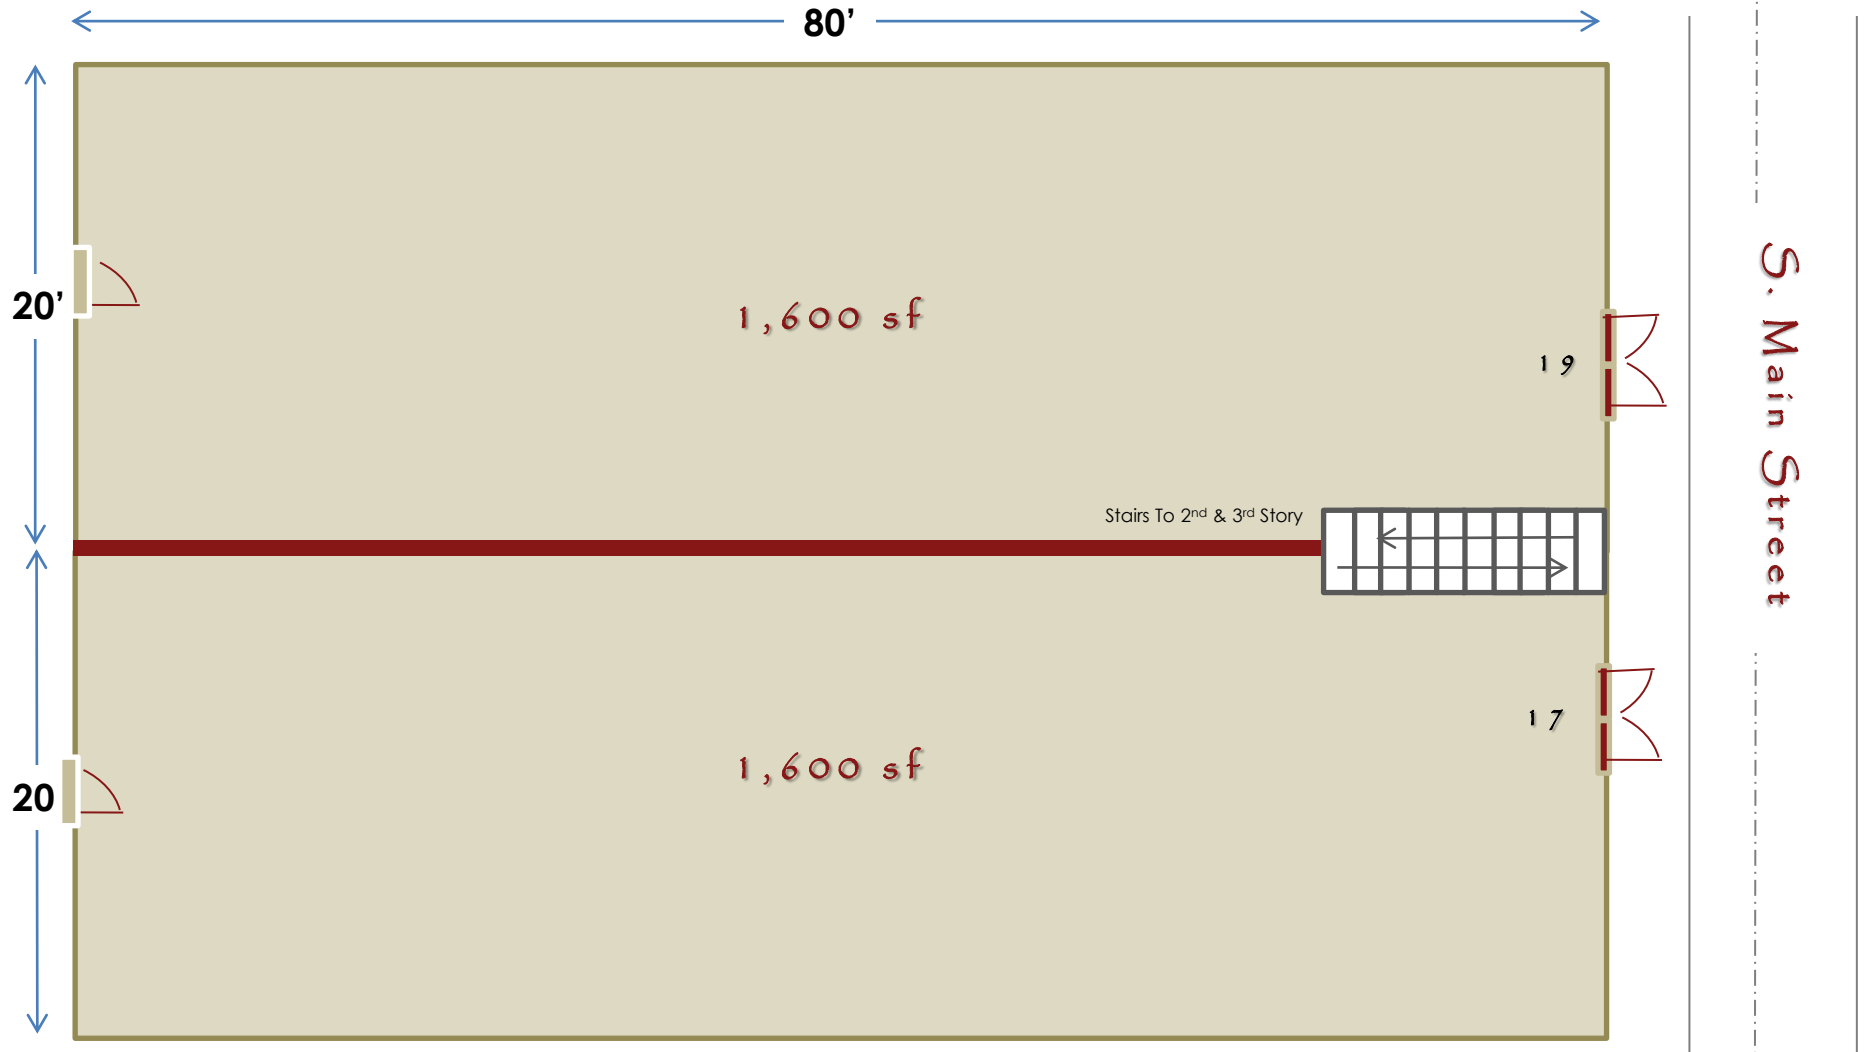 80’
20’
1,600 sf
19
S. Main Street
Stairs To 2nd & 3rd Story
17
1,600 sf
20